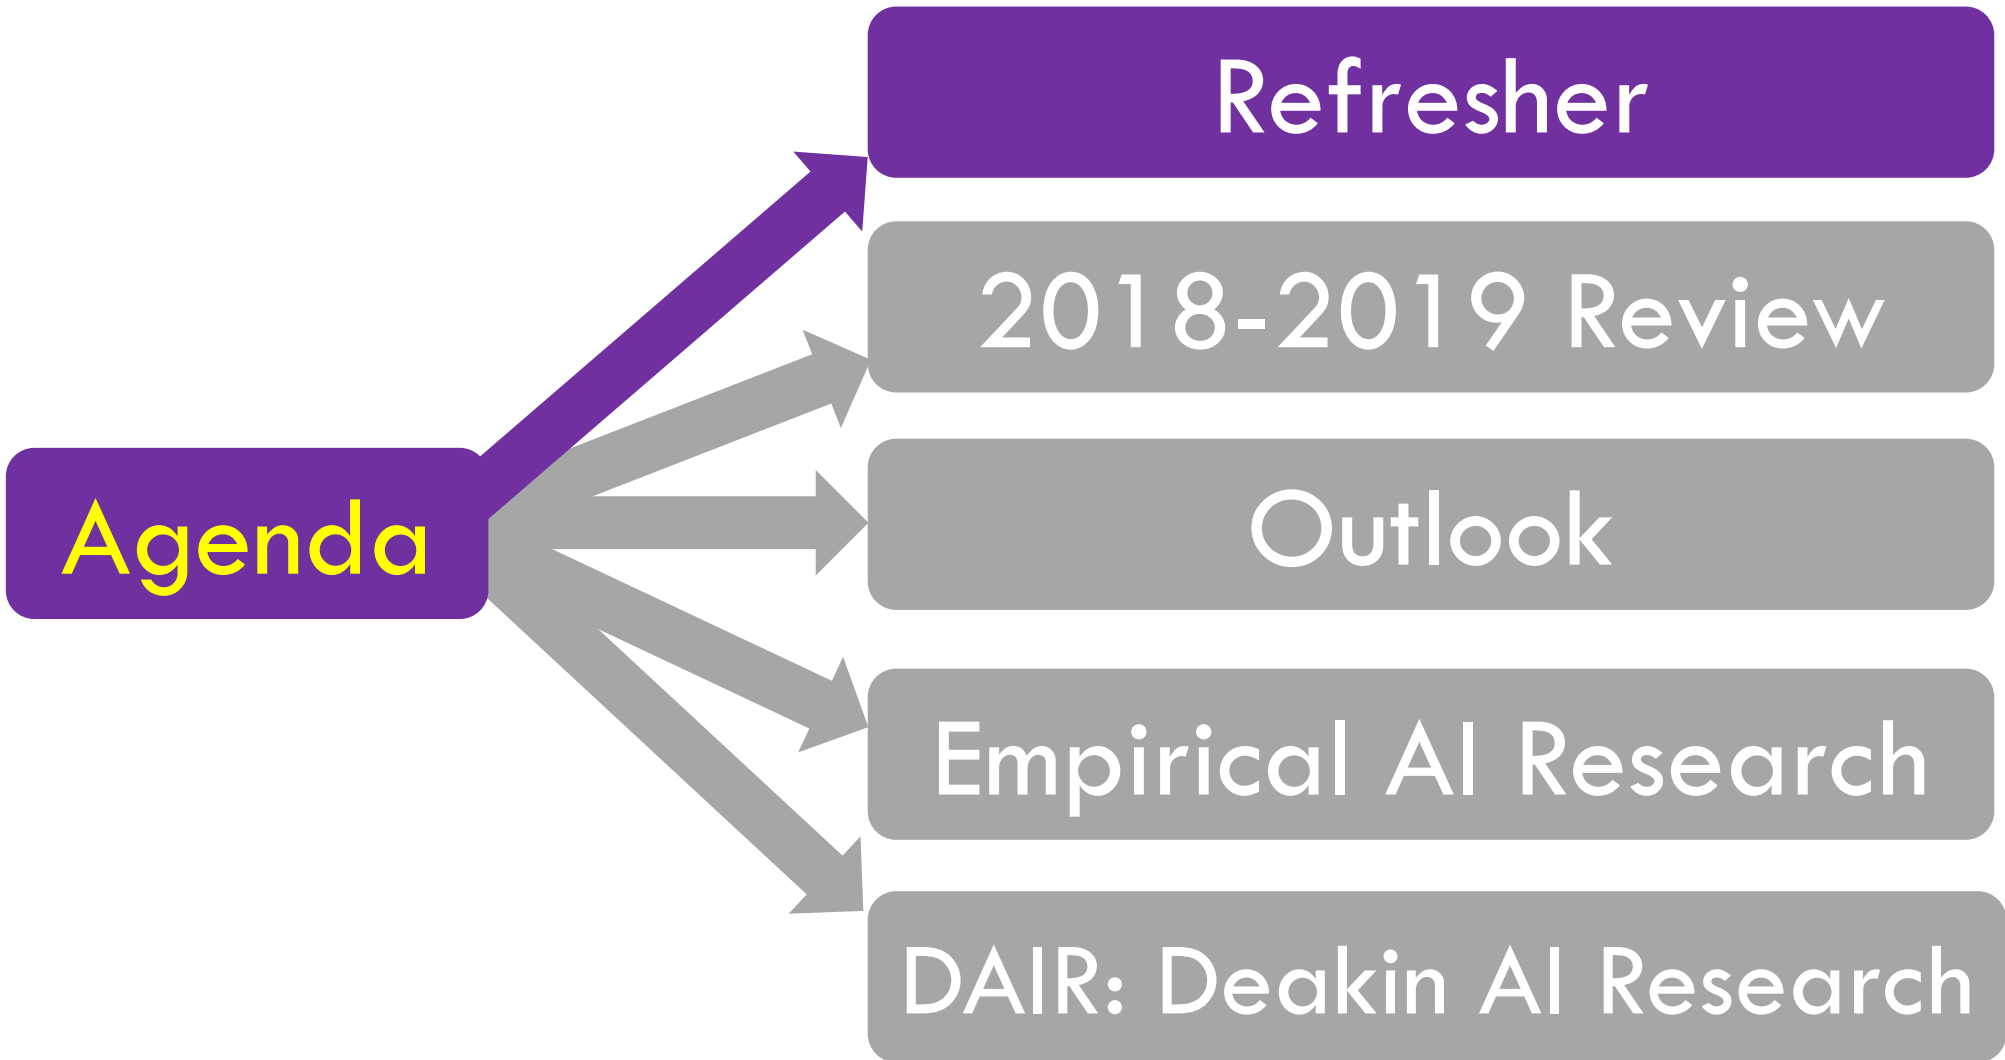 Agenda
Refresher
2018-2019 Review
Outlook
Empirical AI Research
DAIR: Deakin AI Research